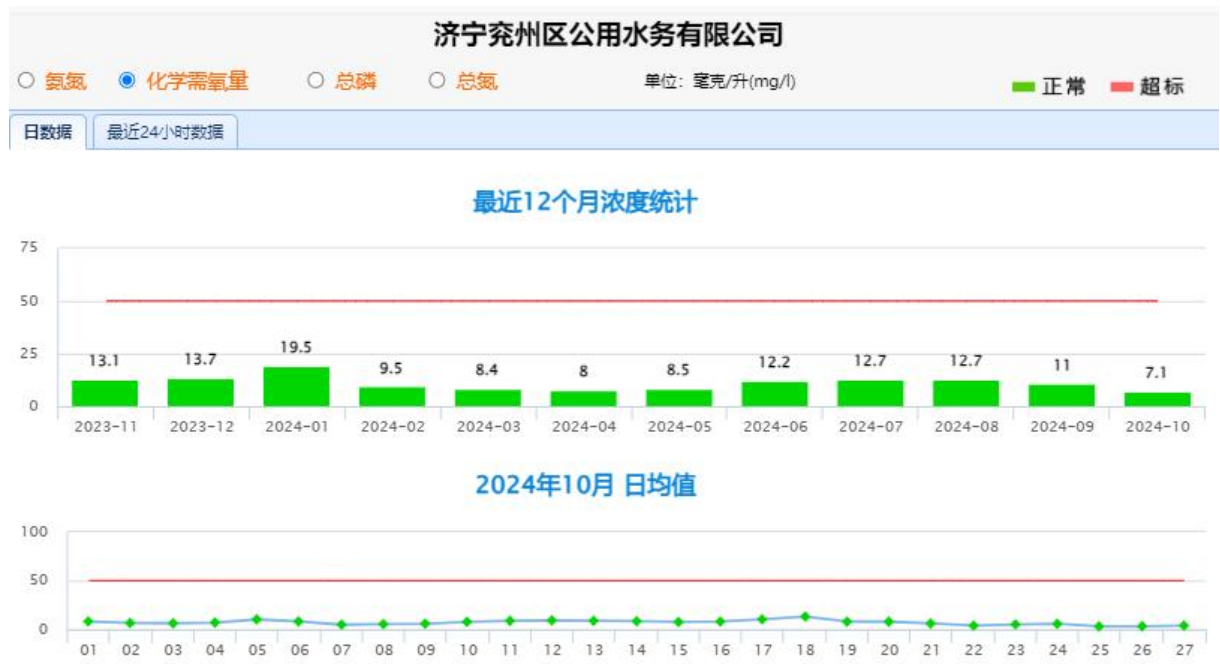 济宁兖州区公用水务有限公司
氨氮 化学需氧量 总磷 总氮 单位：毫克/升(mg/l) 正常 超标
日数据 最近24小时数据
最近12个月浓度统计
75
50
25
0
13.1 13.7 19.5 9.5 8.4 8 8.5 12.2 12.7 12.7 11 7.1
2023-11 2023-12 2024-01 2024-02 2024-03 2024-04 2024-05 2024-06 2024-07 2024-08 2024-09 2024-10
2024年10月 日均值
100
50
0
01 02 03 04 05 06 07 08 09 10 11 12 13 14 15 16 17 18 19 20 21 22 23 24 25 26 27